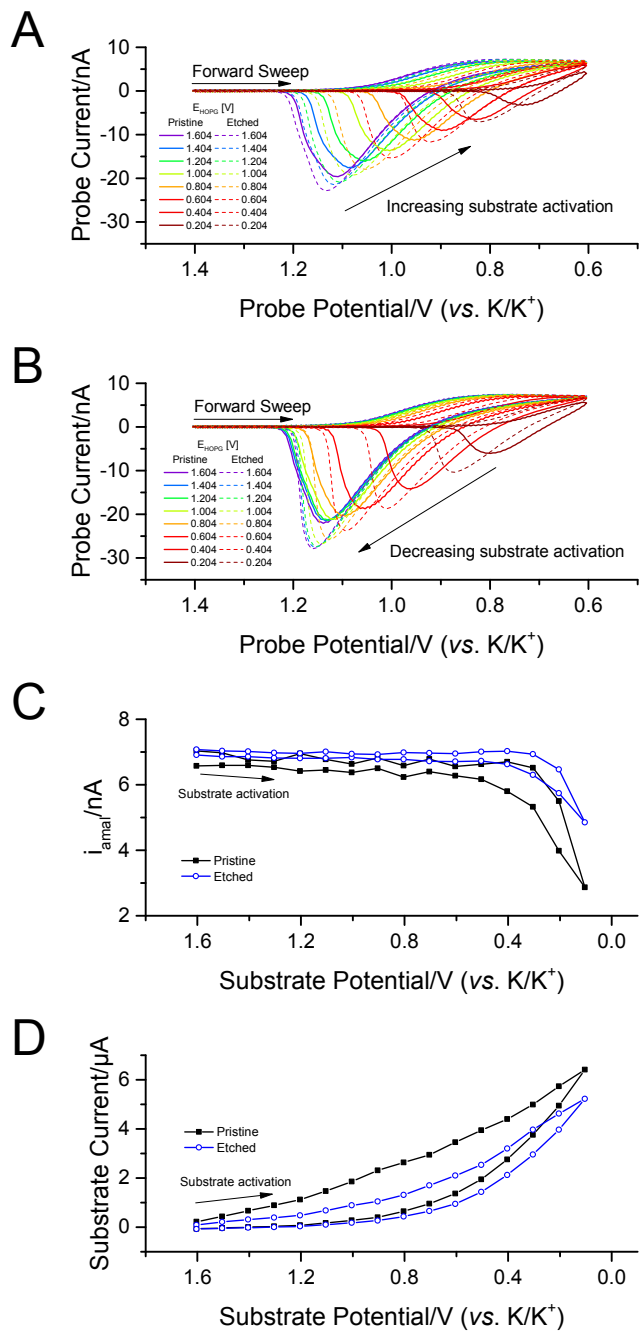 A
10
0
-10
-20
-30
Probe Current/nA
Forward Sweep
E_HOPG [V]
Pristine Etched
1.604 1.604
1.404 1.404
1.204 1.204
1.004 1.004
0.804 0.804
0.604 0.604
0.404 0.404
0.204 0.204
Increasing substrate activation
1.4 1.2 1.0 0.8 0.6
Probe Potential/V (vs. K/K⁺)
B
10
0
-10
-20
-30
Probe Current/nA
Forward Sweep
E_HOPG [V]
Pristine Etched
1.604 1.604
1.404 1.404
1.204 1.204
1.004 1.004
0.804 0.804
0.604 0.604
0.404 0.404
0.204 0.204
Decreasing substrate activation
1.4 1.2 1.0 0.8 0.6
Probe Potential/V (vs. K/K⁺)
C
8
6
4
2
i_amal/nA
Substrate activation
Pristine
Etched
1.6 1.2 0.8 0.4 0.0
Substrate Potential/V (vs. K/K⁺)
D
6
4
2
0
Substrate Current/µA
Pristine
Etched
Substrate activation
1.6 1.2 0.8 0.4 0.0
Substrate Potential/V (vs. K/K⁺)